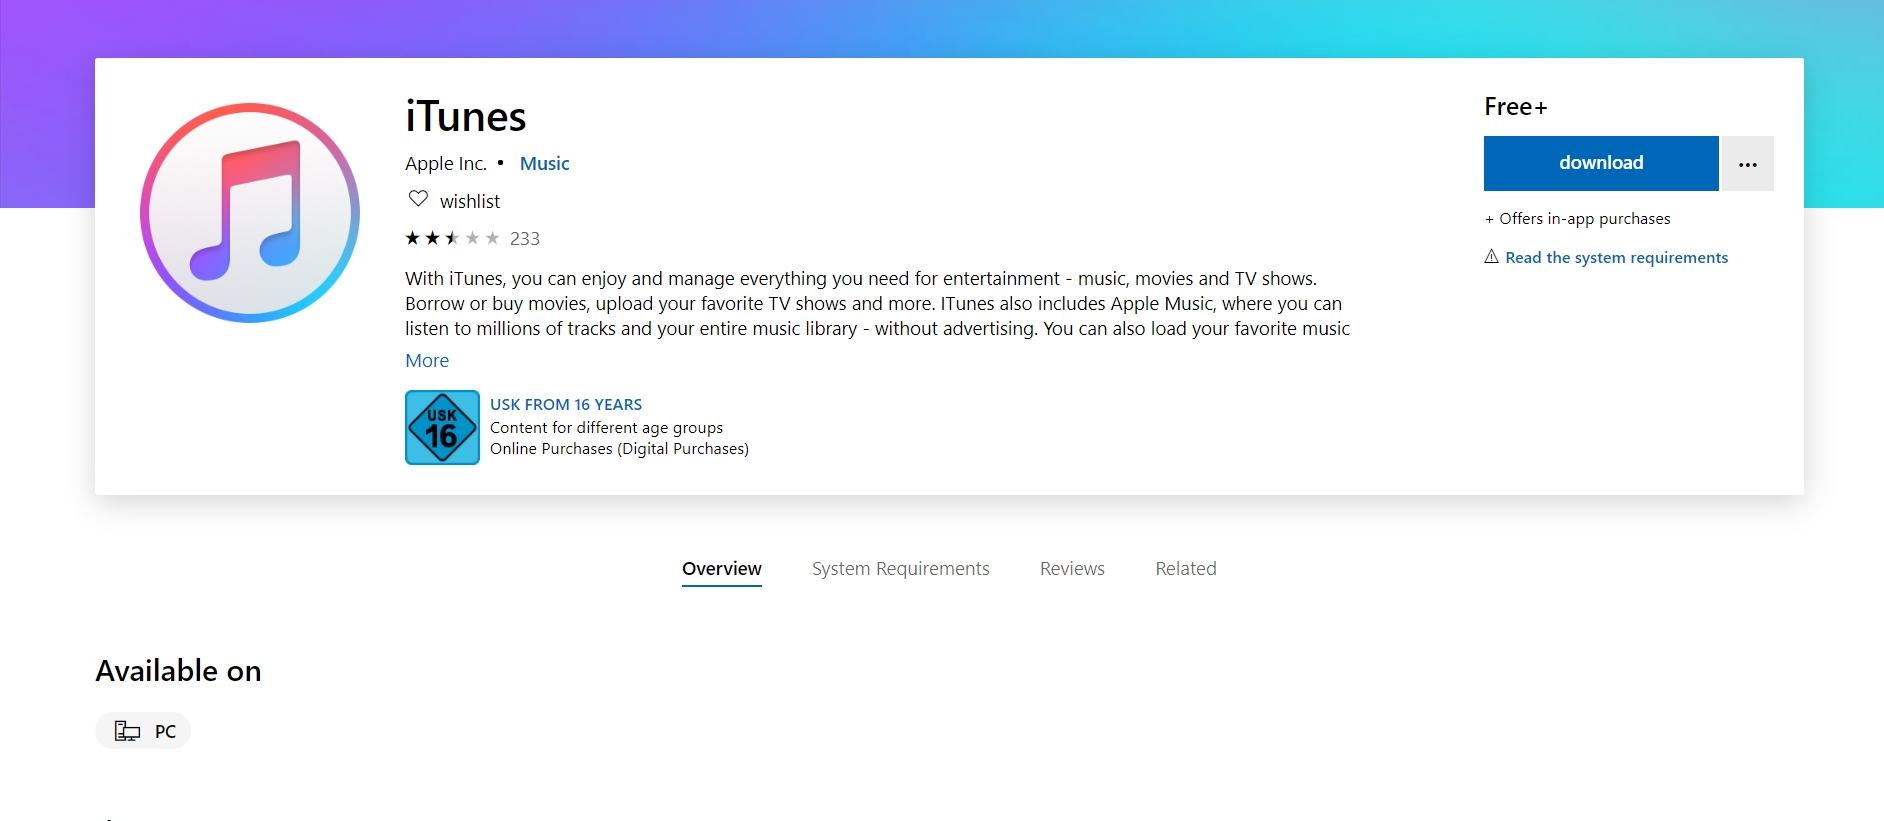 iTunes
Apple Inc. • Music
wishlist
233
With iTunes, you can enjoy and manage everything you need for entertainment - music, movies and TV shows.
Borrow or buy movies, upload your favorite TV shows and more. ITunes also includes Apple Music, where you can
listen to millions of tracks and your entire music library - without advertising. You can also load your favorite music
More
USK
16
USK FROM 16 YEARS
Content for different age groups
Online Purchases (Digital Purchases)
Free+
download
...
+ Offers in-app purchases
Read the system requirements
Overview System Requirements Reviews Related
Available on
PC